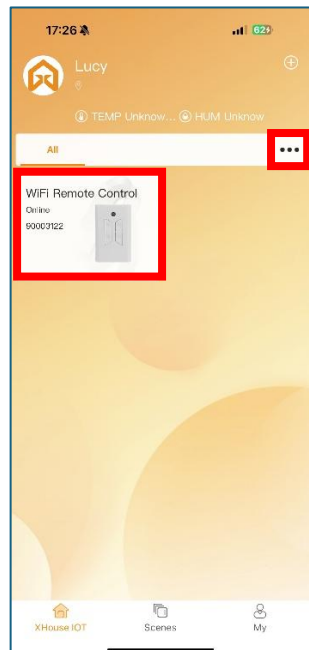 17:26
62
Lucy
TEMP Unknow... HUM Unknow
All
•••
WiFi Remote Control
Online
90003122
XHouse IOT
Scenes
My